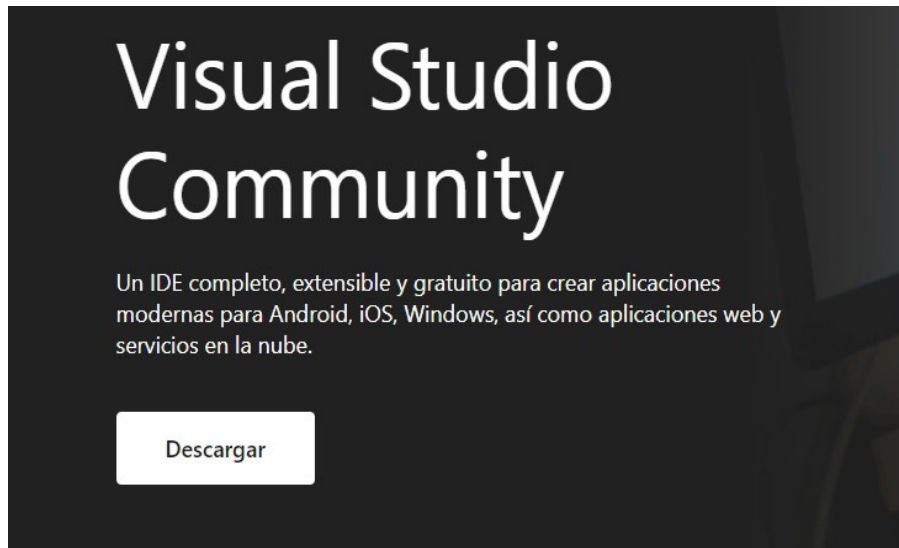 Visual Studio
Community
Un IDE completo, extensible y gratuito para crear aplicaciones
modernas para Android, iOS, Windows, así como aplicaciones web y
servicios en la nube.
Descargar